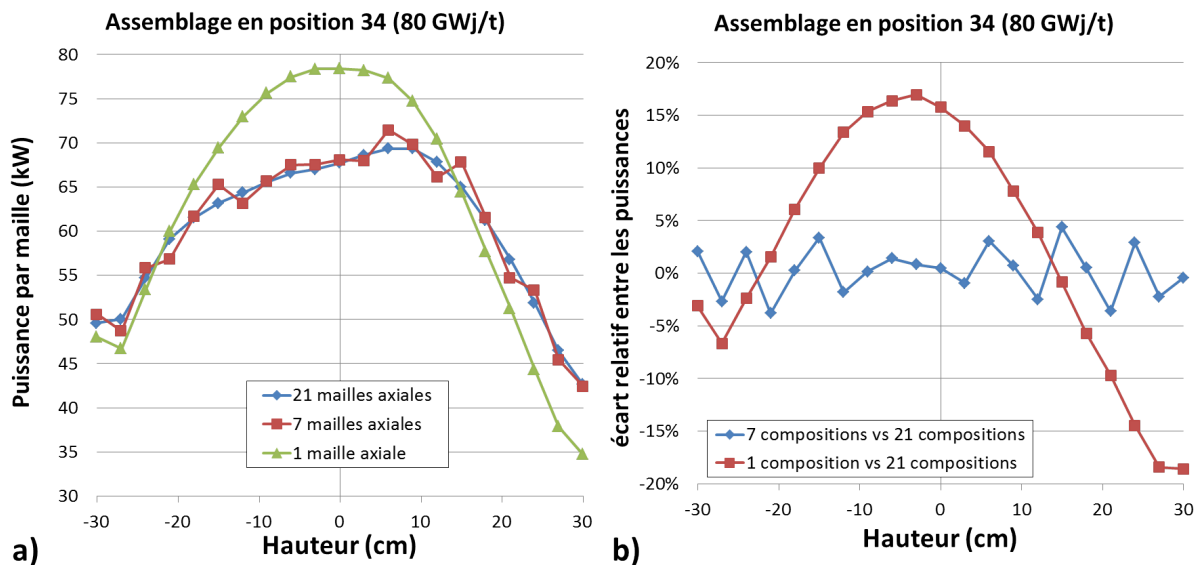 Assemblage en position 34 (80 GWj/t)
Puissance par maille (kW)
80
75
70
65
60
55
50
45
40
35
30
21 mailles axiales
7 mailles axiales
1 maille axiale
-30
-20
-10
0
10
20
30
Hauteur (cm)
a)
Assemblage en position 34 (80 GWj/t)
écart relatif entre les puissances
20%
15%
10%
5%
0%
-5%
-10%
-15%
-20%
7 compositions vs 21 compositions
1 composition vs 21 compositions
-30
-20
-10
0
10
20
30
Hauteur (cm)
b)